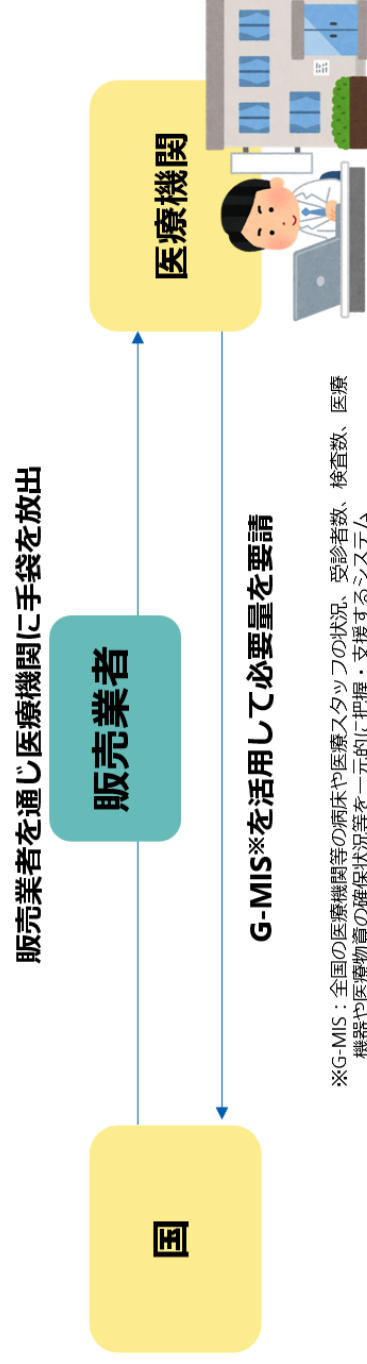 販売業者を通じ医療機関に手袋を放出
国
販売業者
医療機関
G-MIS※を活用して必要量を要請
※G-MIS：全国の医療機関等の病床や医療スタッフの状況、受診者数、検査数、医療
機器や医療物資の確保状況等を一元的に把握・支援するシステム